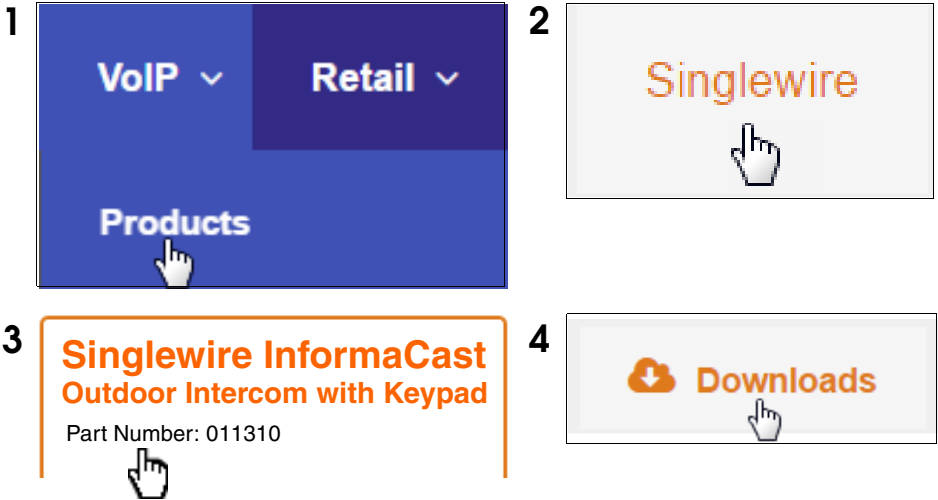 1
VoIP
Retail
Products
2
Singlewire
3
Singlewire InformaCast
Outdoor Intercom with Keypad
Part Number: 011310
4
Downloads